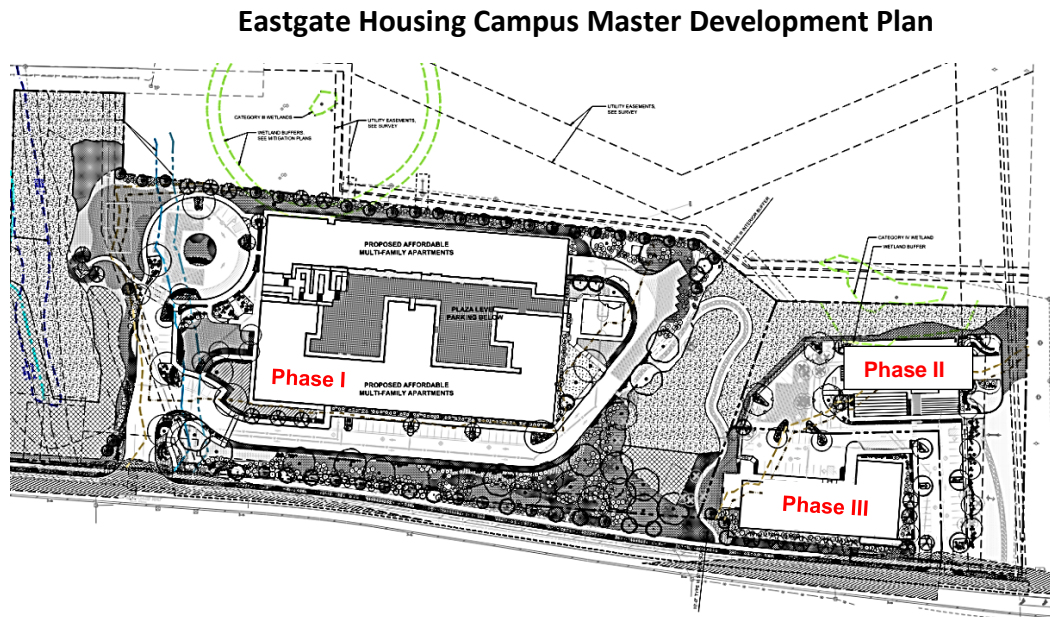 Eastgate Housing Campus Master Development Plan
CATEGORY III WETLANDS
WETLAND BUFFERS
SEE MITIGATION PLANS
UTILITY EASEMENTS,
SEE SURVEY
UTILITY EASEMENTS,
SEE SURVEY
CATEGORY IV WETLAND
WETLAND BUFFER
PROPOSED AFFORDABLE
MULTI-FAMILY APARTMENTS
PLAZA LEVEL
PARKING BELOW
Phase I
PROPOSED AFFORDABLE
MULTI-FAMILY APARTMENTS
Phase II
Phase III